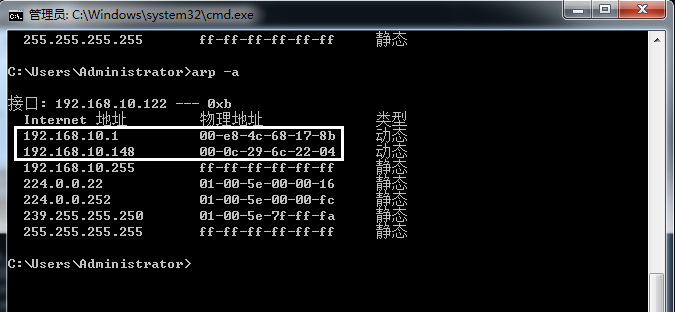 管理员: C:\Windows\system32\cmd.exe
255.255.255.255 ff-ff-ff-ff-ff-ff 静态
C:\Users\Administrator>arp -a
接口: 192.168.10.122 --- 0xb
Internet 地址 物理地址 类型
192.168.10.1 00-e8-4c-68-17-8b 动态
192.168.10.148 00-0c-29-6c-22-04 动态
192.168.10.255 ff-ff-ff-ff-ff-ff 静态
224.0.0.22 01-00-5e-00-00-16 静态
224.0.0.252 01-00-5e-00-00-fc 静态
239.255.255.250 01-00-5e-7f-ff-fa 静态
255.255.255.255 ff-ff-ff-ff-ff-ff 静态
C:\Users\Administrator>